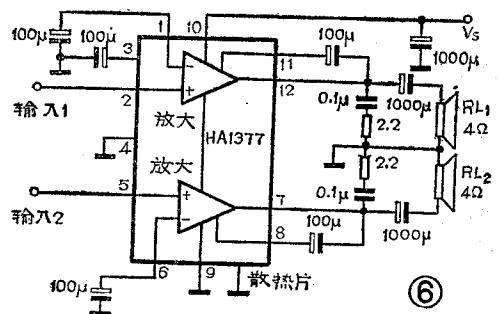 1
10
100μ
100μ
3
11
100μ
Vs
1000μ
12
2
输入1
0.1μ
1000μ
RL1
4Ω
放大
HA1377
2.2
4
放大
2.2
RL2
4Ω
5
7
0.1μ
输入2
8
100μ
1000μ
6
9
散热片
100μ
⑥
- + + -